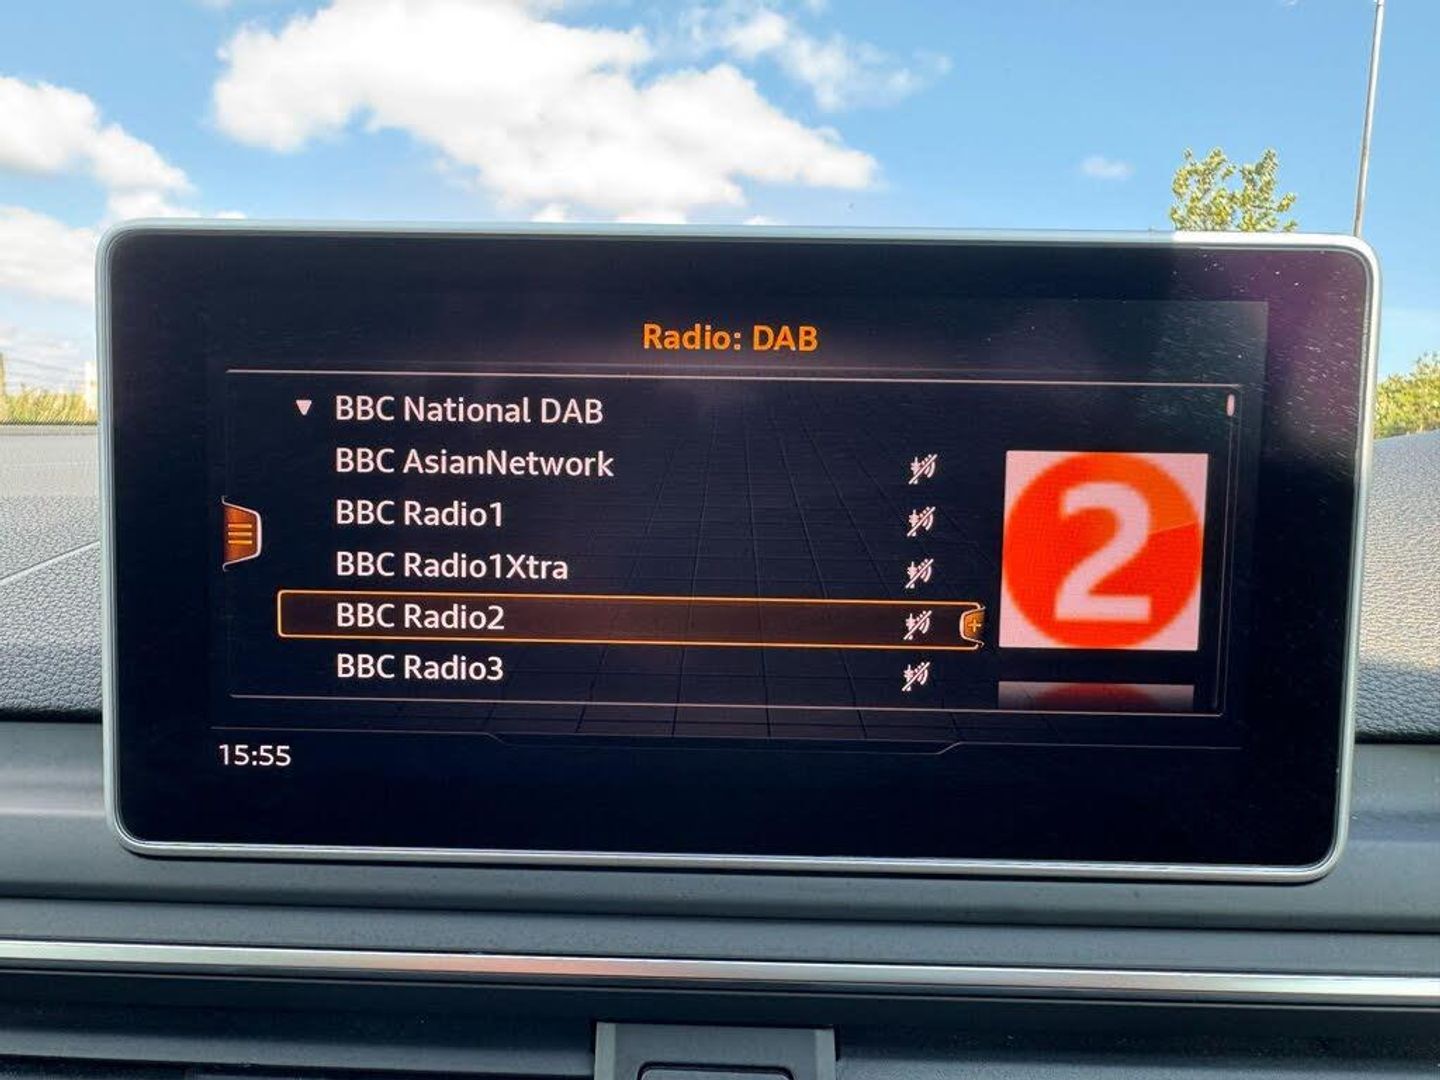 Radio: DAB
BBC National DAB
BBC AsianNetwork
BBC Radio1
BBC Radio1Xtra
BBC Radio2
BBC Radio3
2
15:55